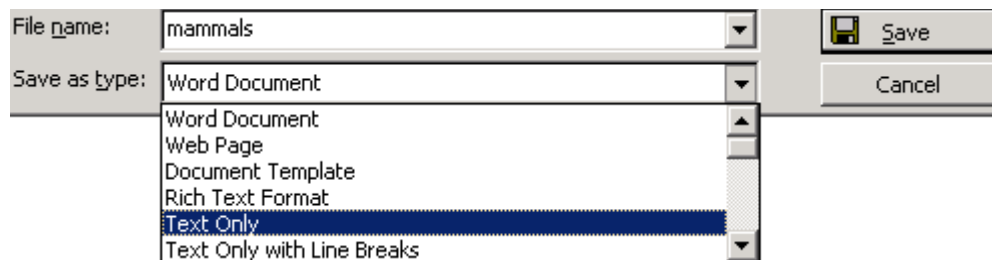 File name: mammals Save
Save as type: Word Document Cancel
Word Document
Web Page
Document Template
Rich Text Format
Text Only
Text Only with Line Breaks